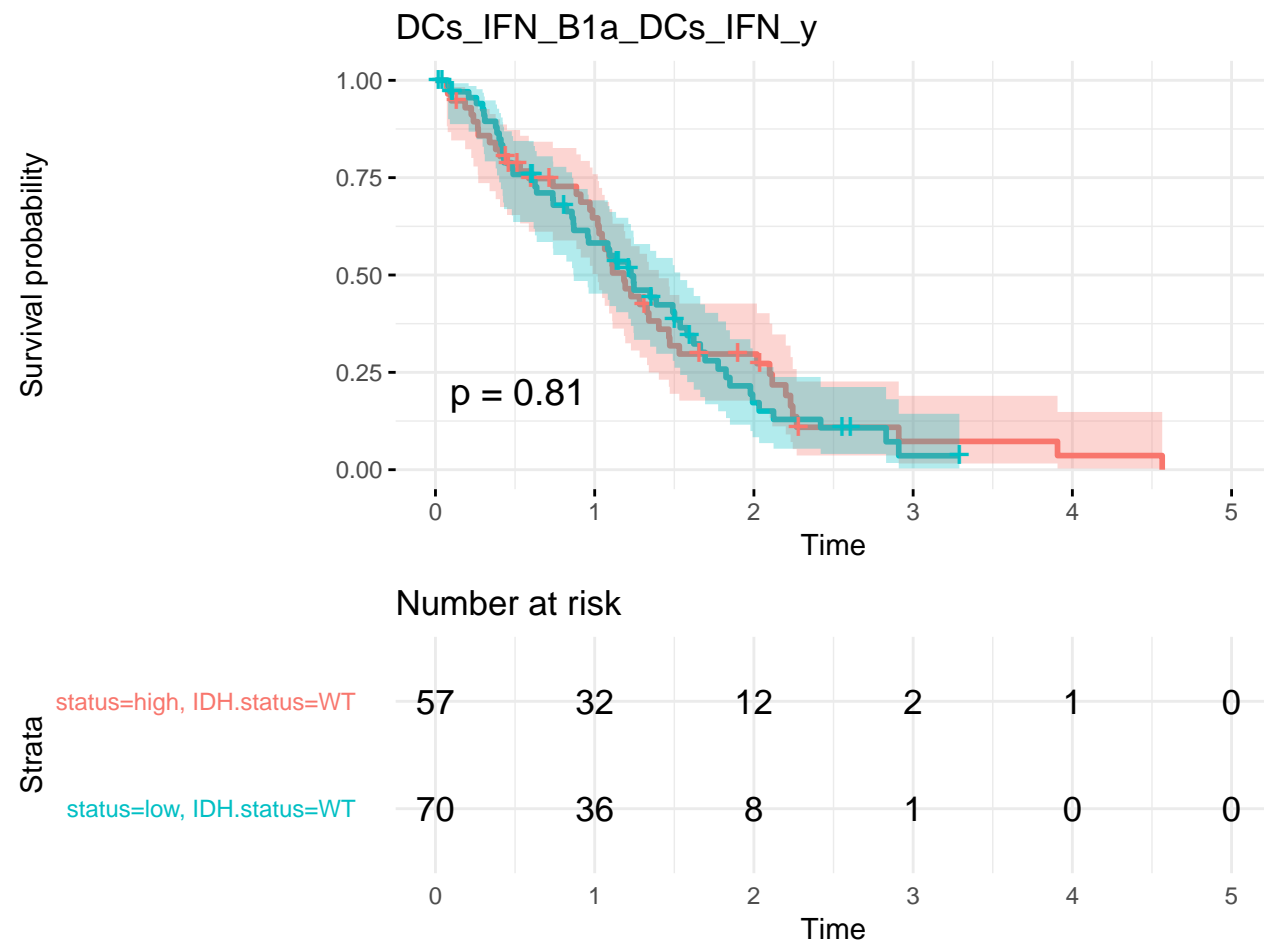 DCs_IFN_B1a_DCs_IFN_y
Survival probability
1.00
0.75
0.50
0.25
0.00
p = 0.81
0 1 2 3 4 5
Time
Number at risk
Strata
status=high, IDH.status=WT 57 32 12 2 1 0
status=low, IDH.status=WT 70 36 8 1 0 0
0 1 2 3 4 5
Time